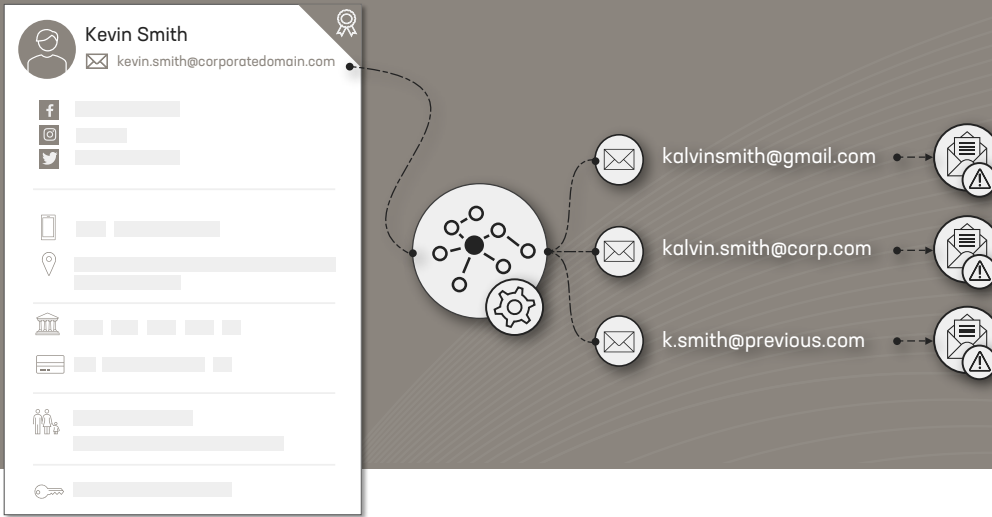 Kevin Smith
kevin.smith@corporatedomain.com
kalvinsmith@gmail.com
kalvin.smith@corp.com
k.smith@previous.com